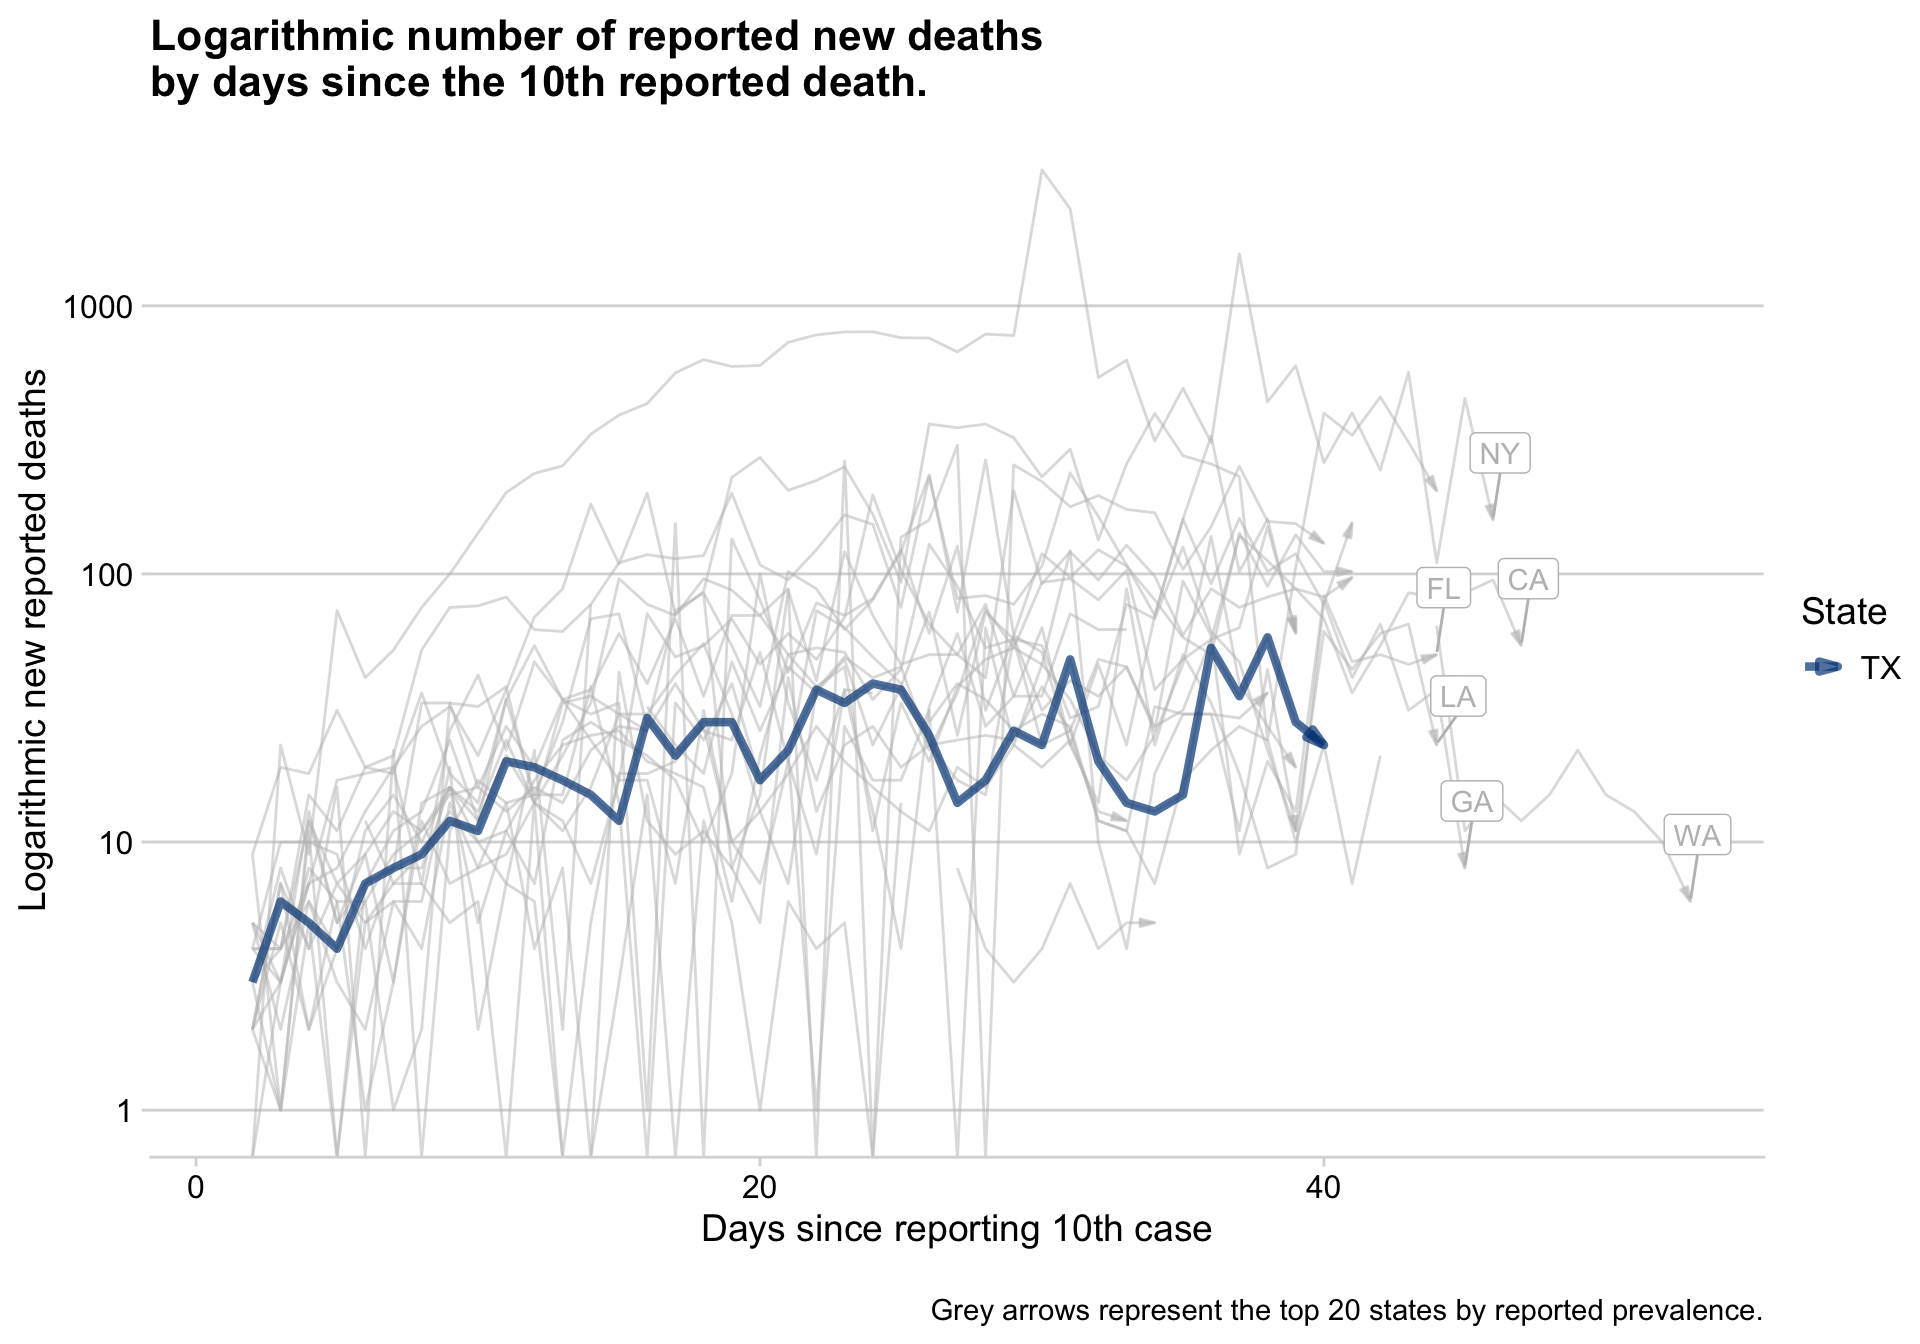 Logarithmic number of reported new deaths
by days since the 10th reported death.
Logarithmic new reported deaths
1000
100
10
1
NY
FL
CA
LA
GA
WA
State
TX
0
20
40
Days since reporting 10th case
Grey arrows represent the top 20 states by reported prevalence.